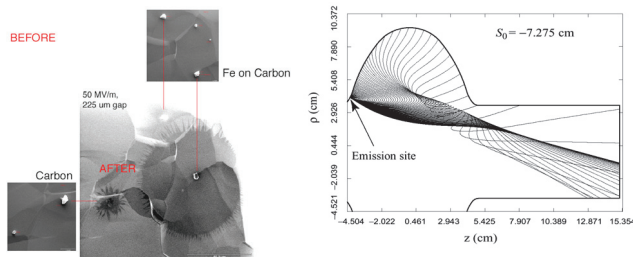 BEFORE
Fe on Carbon
50 MV/m,
225 um gap
AFTER
Carbon
S0 = −7.275 cm
ρ (cm)
10.372
7.890
5.408
2.926
0.444
−2.039
−4.521
Emission site
−4.504 −2.022 0.461 2.943 5.425 7.907 10.389 12.871 15.354
z (cm)